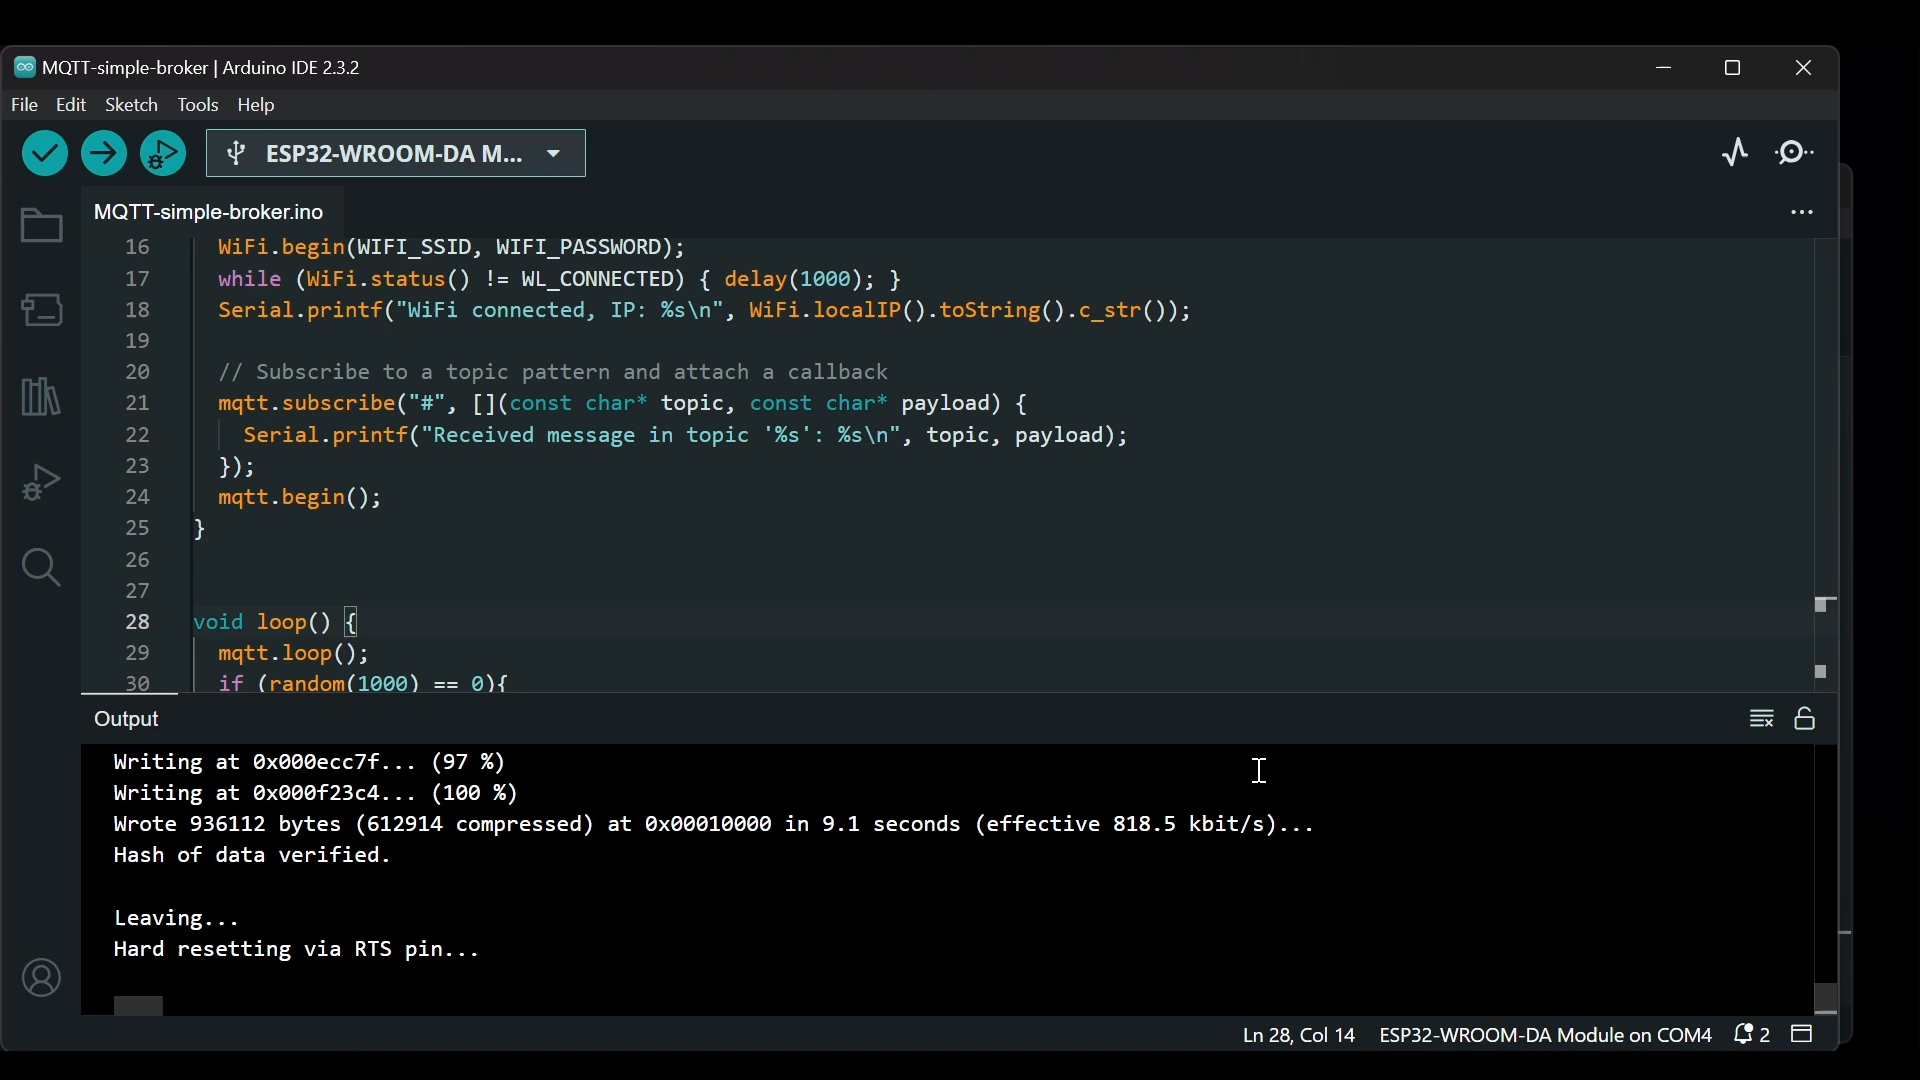 MQTT-simple-broker | Arduino IDE 2.3.2
File Edit Sketch Tools Help
ESP32-WROOM-DA M...
MQTT-simple-broker.ino
16 WiFi.begin(WIFI_SSID, WIFI_PASSWORD);
17 while (WiFi.status() != WL_CONNECTED) { delay(1000); }
18 Serial.printf("WiFi connected, IP: %s\n", WiFi.localIP().toString().c_str());
19
20 // Subscribe to a topic pattern and attach a callback
21 mqtt.subscribe("#", [](const char* topic, const char* payload) {
22 Serial.printf("Received message in topic '%s': %s\n", topic, payload);
23 });
24 mqtt.begin();
25 }
26
27
28 void loop() {
29 mqtt.loop();
30 if (random(1000) == 0){
Output
Writing at 0x000ecc7f... (97 %)
Writing at 0x000f23c4... (100 %)
Wrote 936112 bytes (612914 compressed) at 0x00010000 in 9.1 seconds (effective 818.5 kbit/s)...
Hash of data verified.
Leaving...
Hard resetting via RTS pin...
Ln 28, Col 14 ESP32-WROOM-DA Module on COM4 2